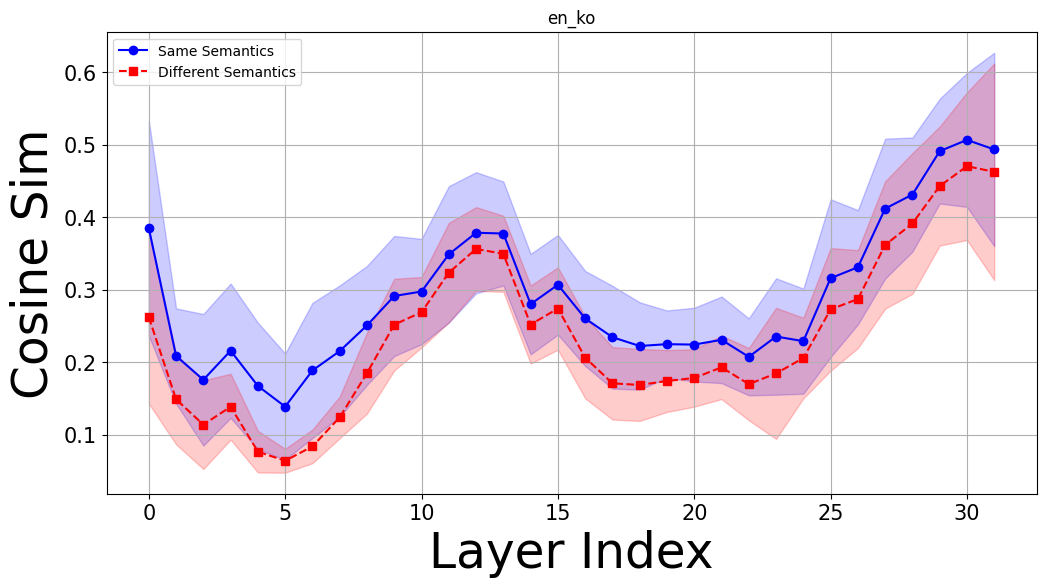 en_ko
Same Semantics
Different Semantics
Cosine Sim
0.6
0.5
0.4
0.3
0.2
0.1
0 5 10 15 20 25 30
Layer Index